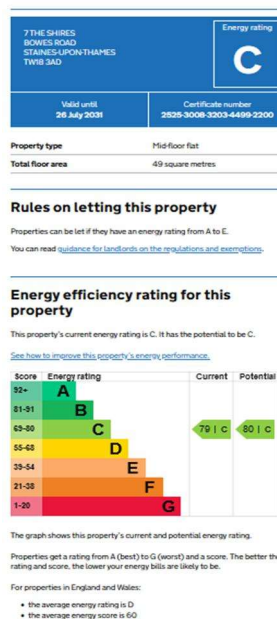 7 THE SHIRES
BOWES ROAD
STAINES-UPON-THAMES
TW18 3AD
Energy rating
C
Valid until
26 July 2031
Certificate number
2525-3008-3203-4499-2200
Property type Mid-floor flat
Total floor area 49 square metres
Rules on letting this property
Properties can be let if they have an energy rating from A to E.
You can read guidance for landlords on the regulations and exemptions.
Energy efficiency rating for this
property
This property's current energy rating is C. It has the potential to be C.
See how to improve this property's energy performance.
Score Energy rating Current Potential
92+ A
81-91 B
69-80 C 79 | C 80 | C
55-68 D
39-54 E
21-38 F
1-20 G
The graph shows this property's current and potential energy rating.
Properties get a rating from A (best) to G (worst) and a score. The better the
rating and score, the lower your energy bills are likely to be.
For properties in England and Wales:
• the average energy rating is D
• the average energy score is 60